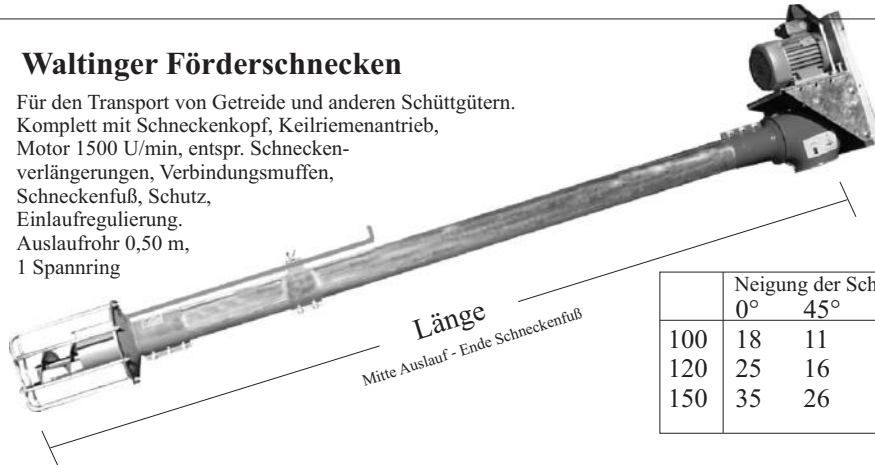 Waltinger Förderschnecken
Für den Transport von Getreide und anderen Schüttgütern.
Komplett mit Schneckenkopf, Keilriemenantrieb,
Motor 1500 U/min, entspr. Schnecken-
verlängerungen, Verbindungsmuffen,
Schneckenfuß, Schutz,
Einlaufregulierung.
Auslaufrohr 0,50 m,
1 Spannring
Länge
Mitte Auslauf - Ende Schneckenfuß
Neigung der Sch
0° 45°
100 18 11
120 25 16
150 35 26